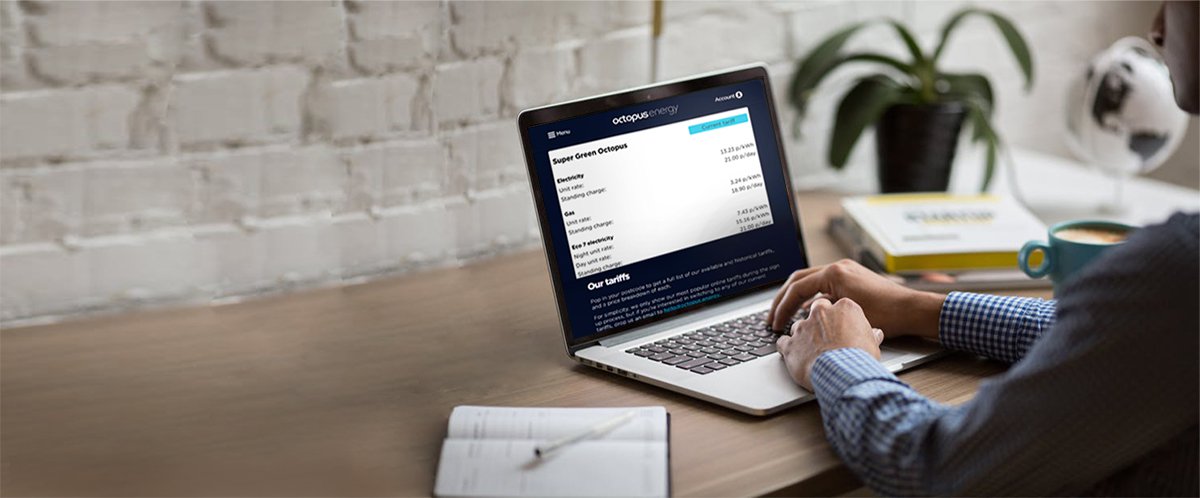 Menu
octopus energy
Account
Current tariff
Super Green Octopus
Electricity
Unit rate: 13.23 p/kWh
Standing charge: 21.00 p/day
Gas
Unit rate: 3.24 p/kWh
Standing charge: 18.90 p/day
Eco 7 electricity
Night unit rate: 7.43 p/kWh
Day unit rate: 15.16 p/kWh
Standing charge: 21.00 p/day
Our tariffs
Pop in your postcode to get a full list of our available and historical tariffs,
and a price breakdown of each.
For simplicity, we only show our most popular online tariffs during the sign
up process, but if you're interested in switching to any of our current
tariffs, drop us an email to hello@octopus.energy.